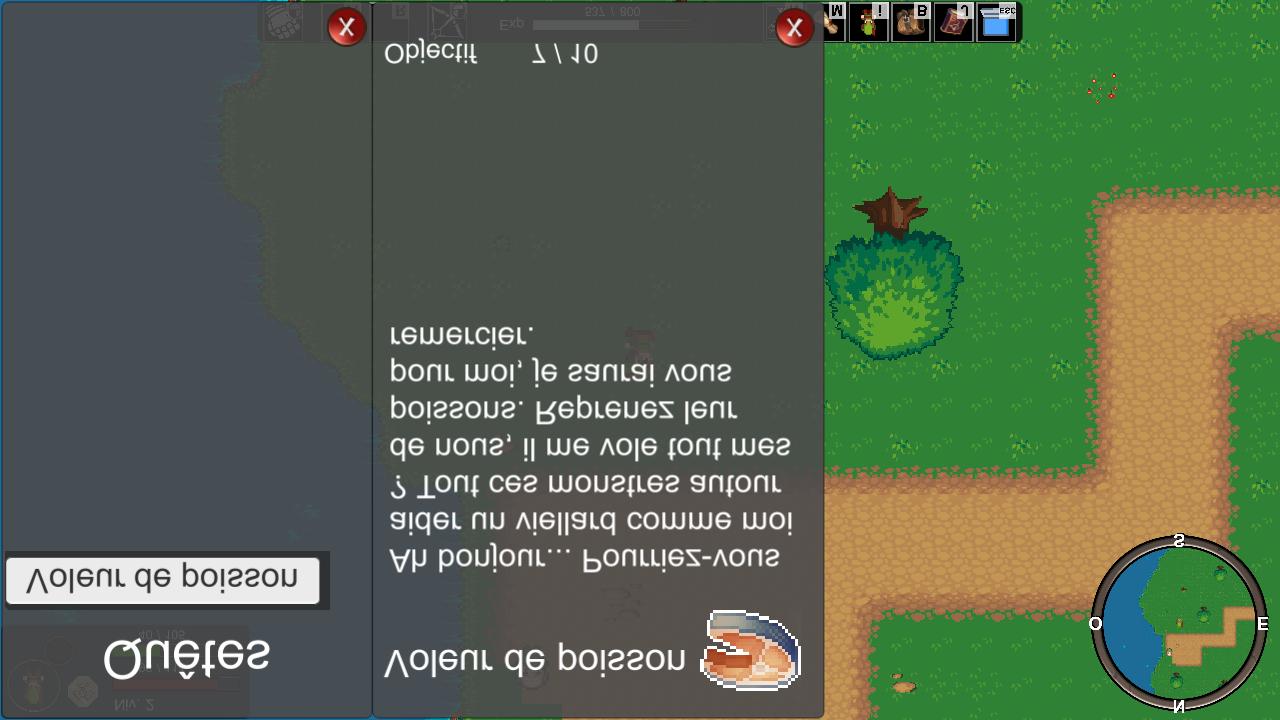 Quêtes
Voleur de poisson
Voleur de poisson
Ah bonjour... Pourriez-vous
aider un viellard comme moi
? Tout ces monstres autour
de nous, il me vole tout mes
poissons. Reprenez leur
pour moi, je saurai vous
remercier.
Objectif 7 / 10
X
X
Niv. 2
Exp 537 / 800
R
M
I
B
J
ESC
N
O
E
S